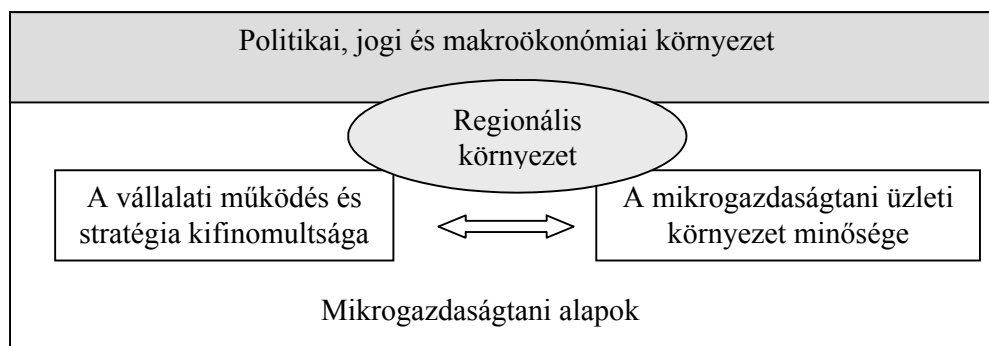 Politikai, jogi és makroökonómiai környezet
Regionális
környezet
A vállalati működés és
stratégia kifinomultsága
A mikrogazdaságtani üzleti
környezet minősége
Mikrogazdaságtani alapok